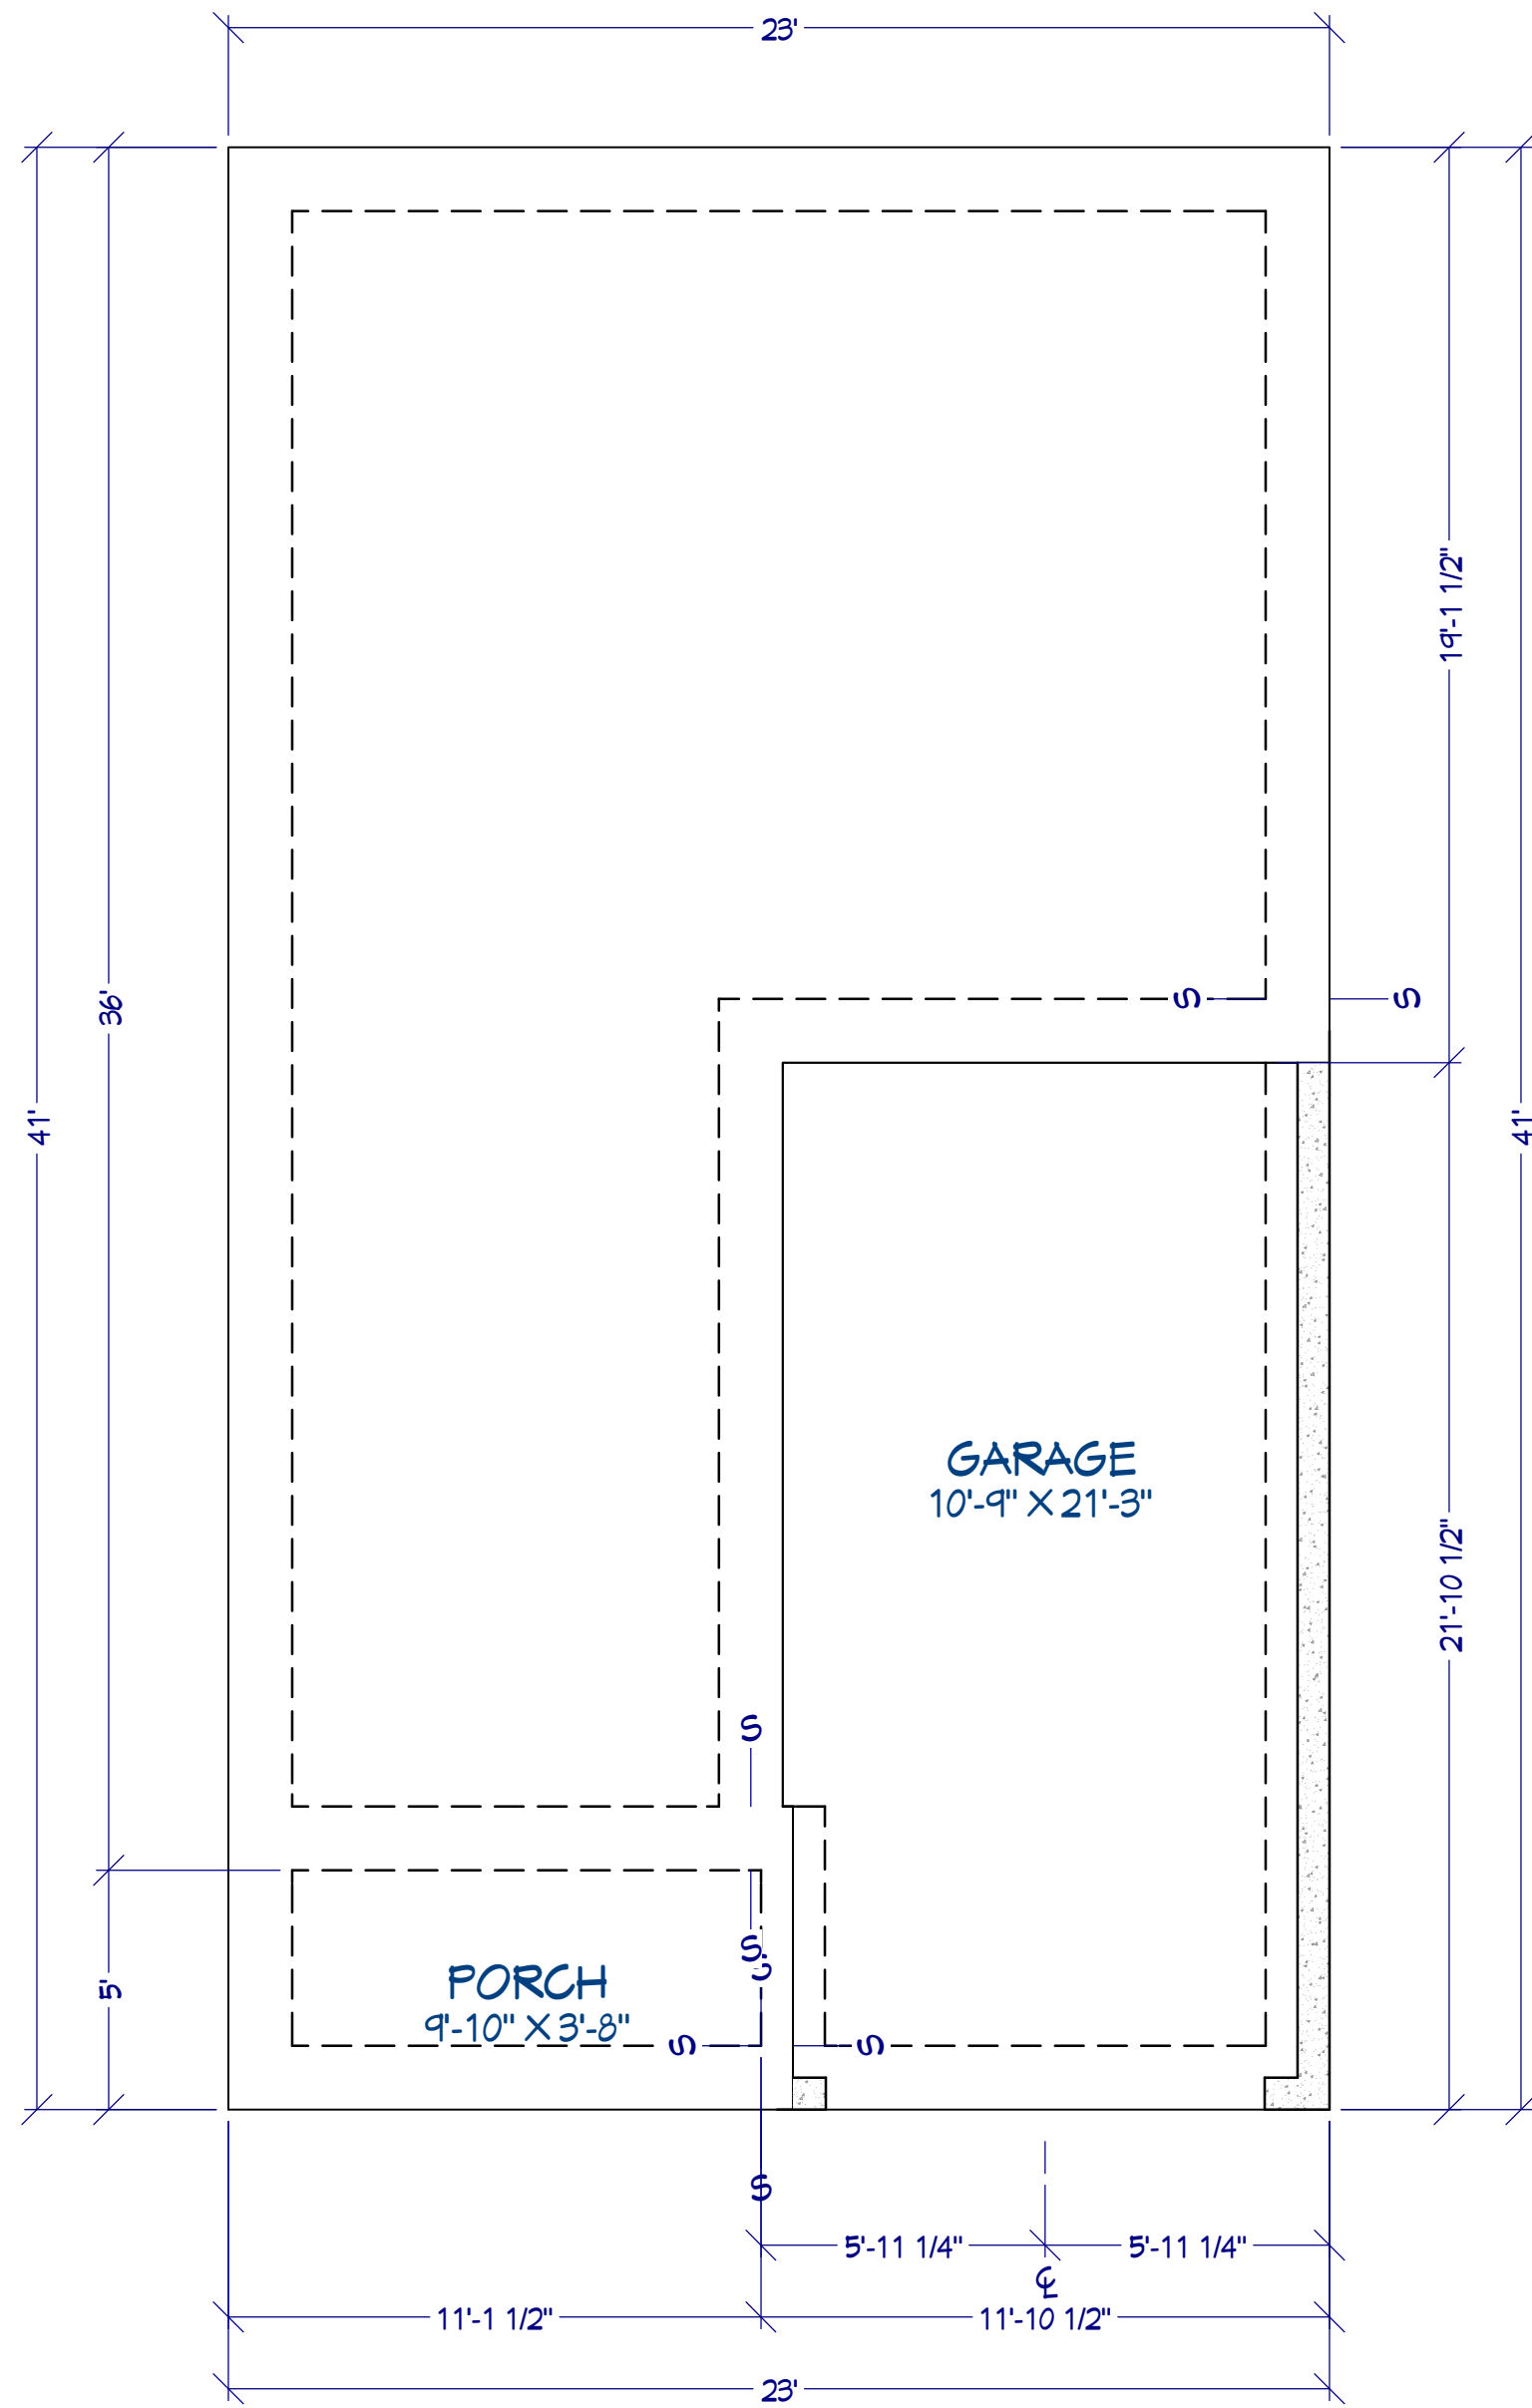 23'
19'-1 1/2"
36'
S S
41' 41'
GARAGE
10'-9" X 21'-3"
21'-10 1/2"
S
S
PORCH
5'
9'-10" X 3'-8"
S S
S
5'-11 1/4" 5'-11 1/4"
℄
11'-1 1/2" 11'-10 1/2"
23'